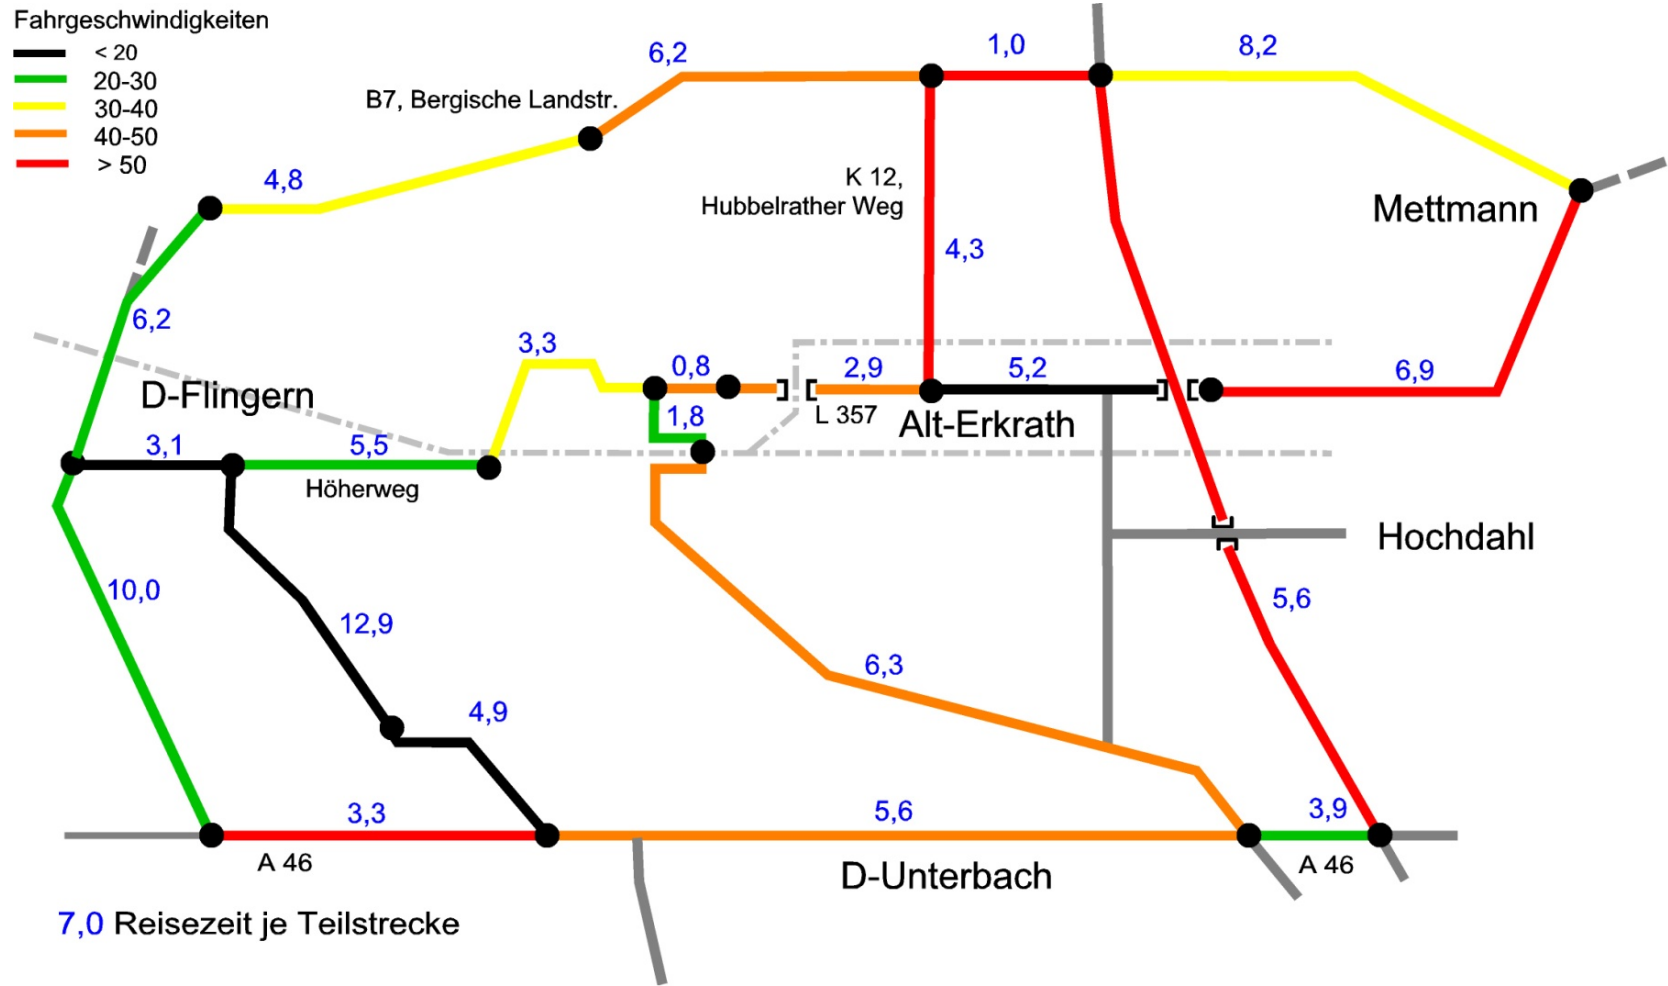 Fahrgeschwindigkeiten
< 20
20-30
30-40
40-50
> 50
6,2
1,0
8,2
B7, Bergische Landstr.
4,8
K 12,
Hubbelrather Weg
Mettmann
4,3
6,2
3,3
0,8
2,9
5,2
6,9
D-Flingern
1,8
L 357
Alt-Erkrath
3,1
5,5
Höherweg
Hochdahl
10,0
12,9
5,6
6,3
4,9
3,3
5,6
3,9
A 46
D-Unterbach
A 46
7,0 Reisezeit je Teilstrecke